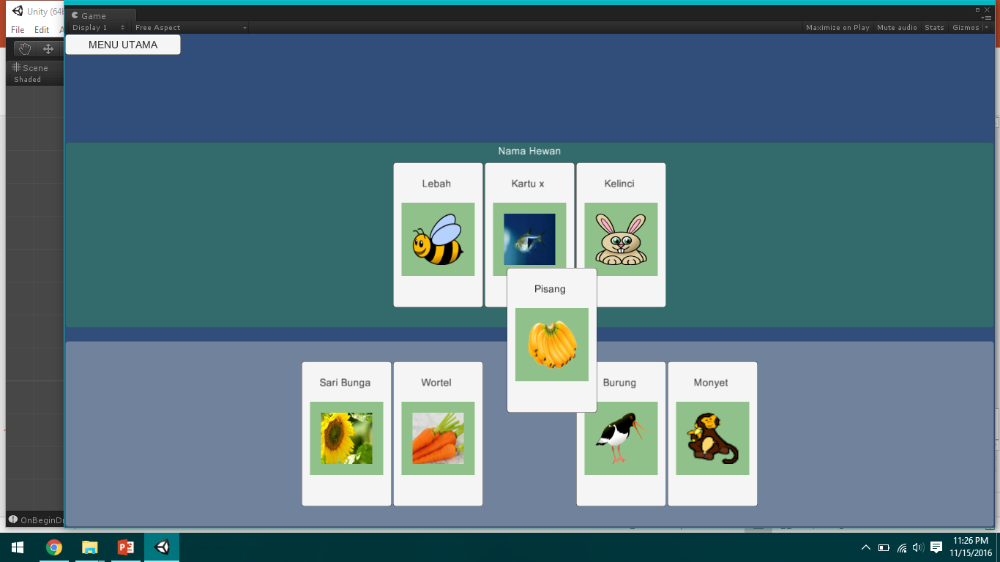 Unity (64b
File Edit A
Game
Display 1 Free Aspect Maximize on Play Mute audio Stats Gizmos
MENU UTAMA
Scene
Shaded
Nama Hewan
Lebah Kartu x Kelinci
Pisang
Sari Bunga Wortel Burung Monyet
OnBeginDr
11:26 PM
11/15/2016